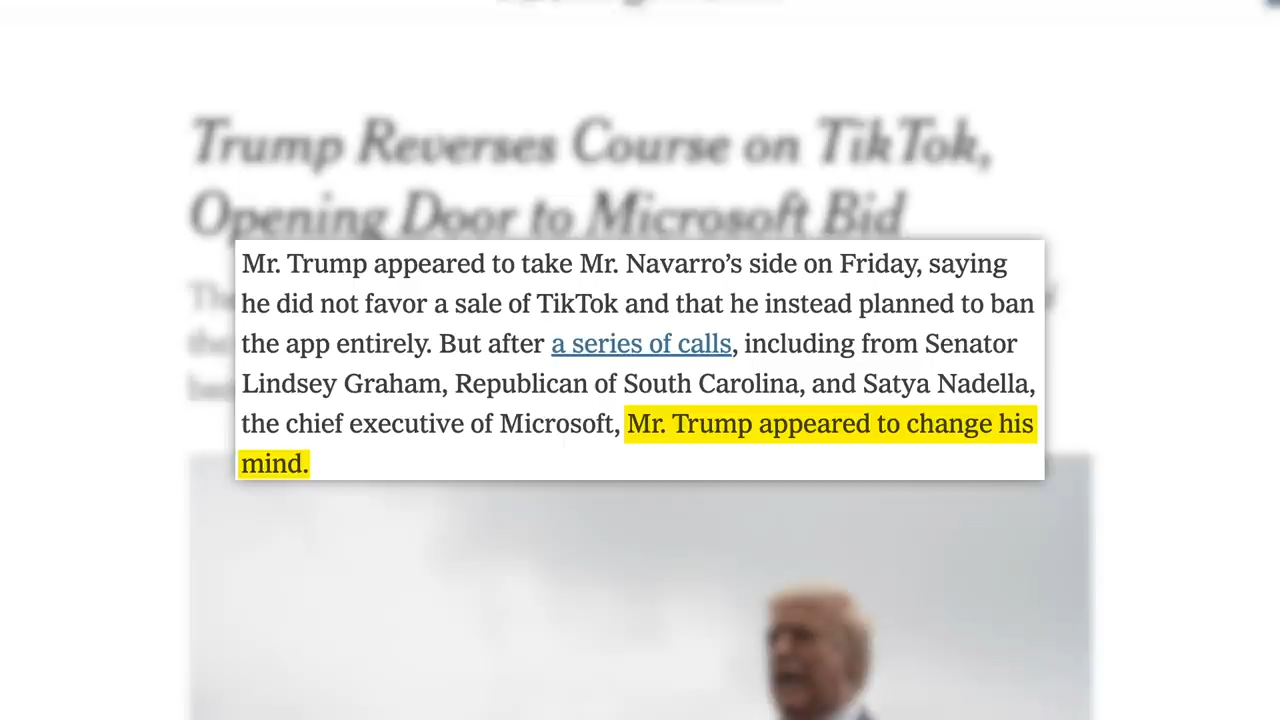 Trump Reverses Course on TikTok,
Opening Door to Microsoft Bid
Mr. Trump appeared to take Mr. Navarro’s side on Friday, saying
he did not favor a sale of TikTok and that he instead planned to ban
the app entirely. But after a series of calls, including from Senator
Lindsey Graham, Republican of South Carolina, and Satya Nadella,
the chief executive of Microsoft, Mr. Trump appeared to change his
mind.